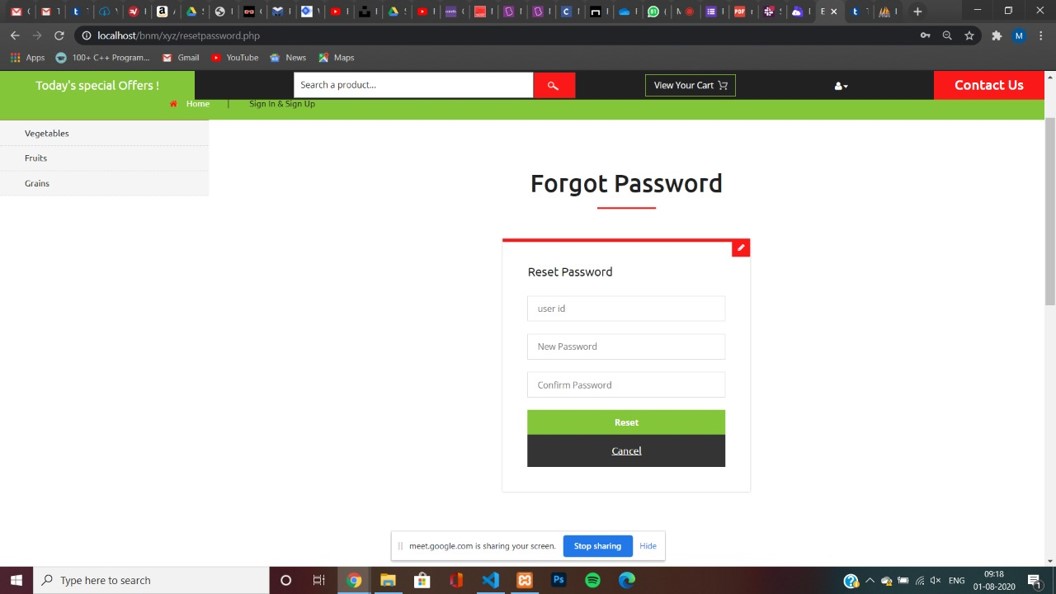 localhost/bnm/xyz/resetpassword.php
Apps
100+ C++ Program...
Gmail
YouTube
News
Maps
Today's special Offers !
Search a product...
View Your Cart
Contact Us
Home | Sign In & Sign Up
Vegetables
Fruits
Grains
Forgot Password
Reset Password
user id
New Password
Confirm Password
Reset
Cancel
meet.google.com is sharing your screen.
Stop sharing
Hide
Type here to search
ENG
09:18
01-08-2020